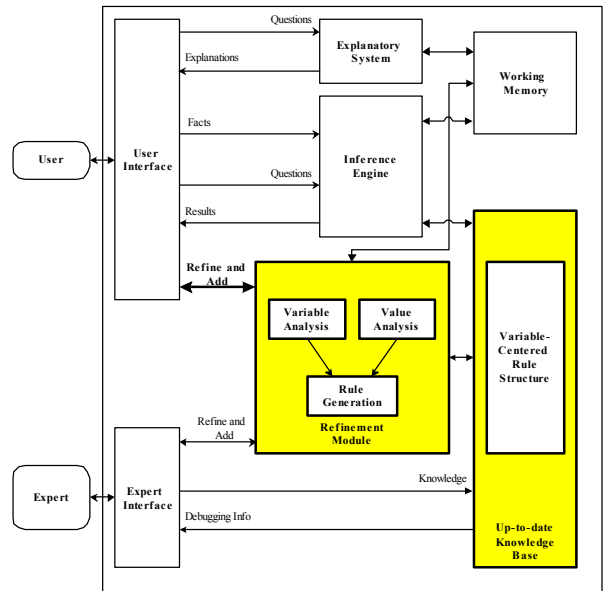 Questions
Explanatory
System
Explanations
Working
Memory
Facts
User
User
Interface
Inference
Engine
Questions
Results
Refine and
Add
Variable
Analysis
Value
Analysis
Variable-
Centered
Rule
Structure
Rule
Generation
Refinement
Module
Refine and
Add
Expert
Expert
Interface
Knowledge
Debugging Info
Up-to-date
Knowledge
Base